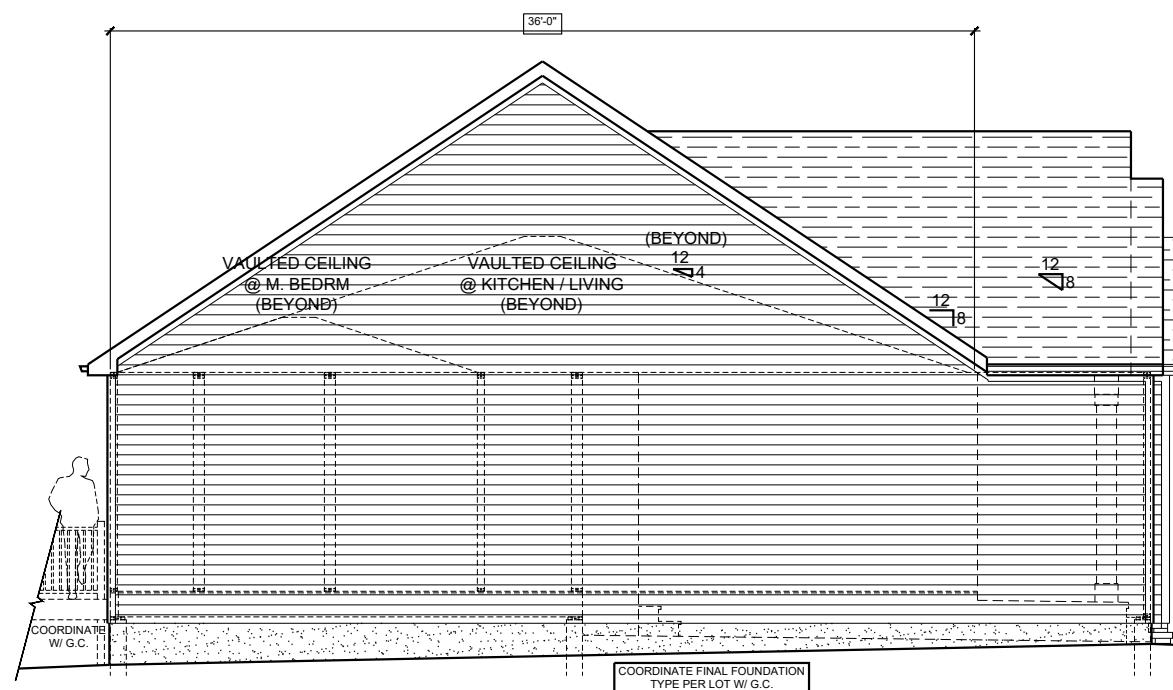 36'-0"
(BEYOND)
12
4
VAULTED CEILING
@ M. BEDRM
(BEYOND)
VAULTED CEILING
@ KITCHEN / LIVING
(BEYOND)
12
8
12
8
COORDINATE
W/ G.C.
COORDINATE FINAL FOUNDATION
TYPE PER LOT W/ G.C.